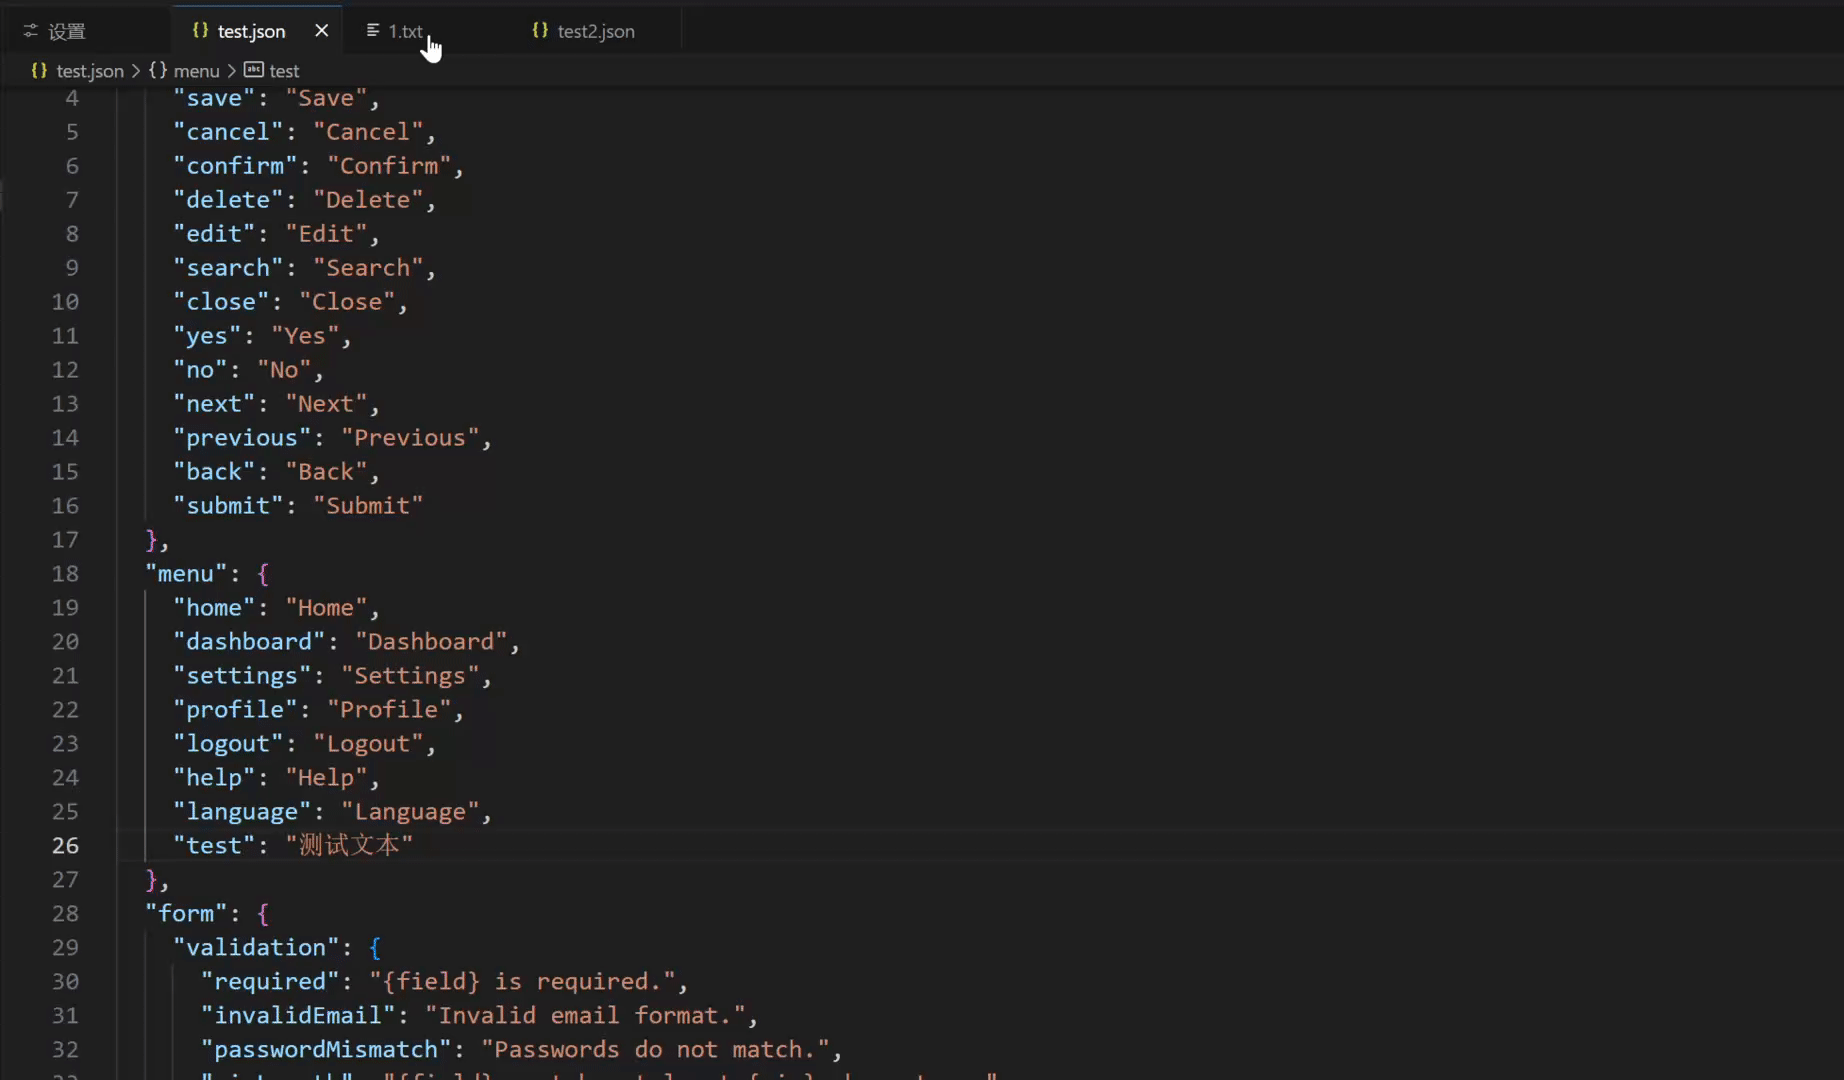 设置
test.json
1.txt
test2.json
test.json > {} menu > abc test
4 "save": "Save",
5 "cancel": "Cancel",
6 "confirm": "Confirm",
7 "delete": "Delete",
8 "edit": "Edit",
9 "search": "Search",
10 "close": "Close",
11 "yes": "Yes",
12 "no": "No",
13 "next": "Next",
14 "previous": "Previous",
15 "back": "Back",
16 "submit": "Submit"
17 },
18 "menu": {
19 "home": "Home",
20 "dashboard": "Dashboard",
21 "settings": "Settings",
22 "profile": "Profile",
23 "logout": "Logout",
24 "help": "Help",
25 "language": "Language",
26 "test": "测试文本"
27 },
28 "form": {
29 "validation": {
30 "required": "{field} is required.",
31 "invalidEmail": "Invalid email format.",
32 "passwordMismatch": "Passwords do not match.",